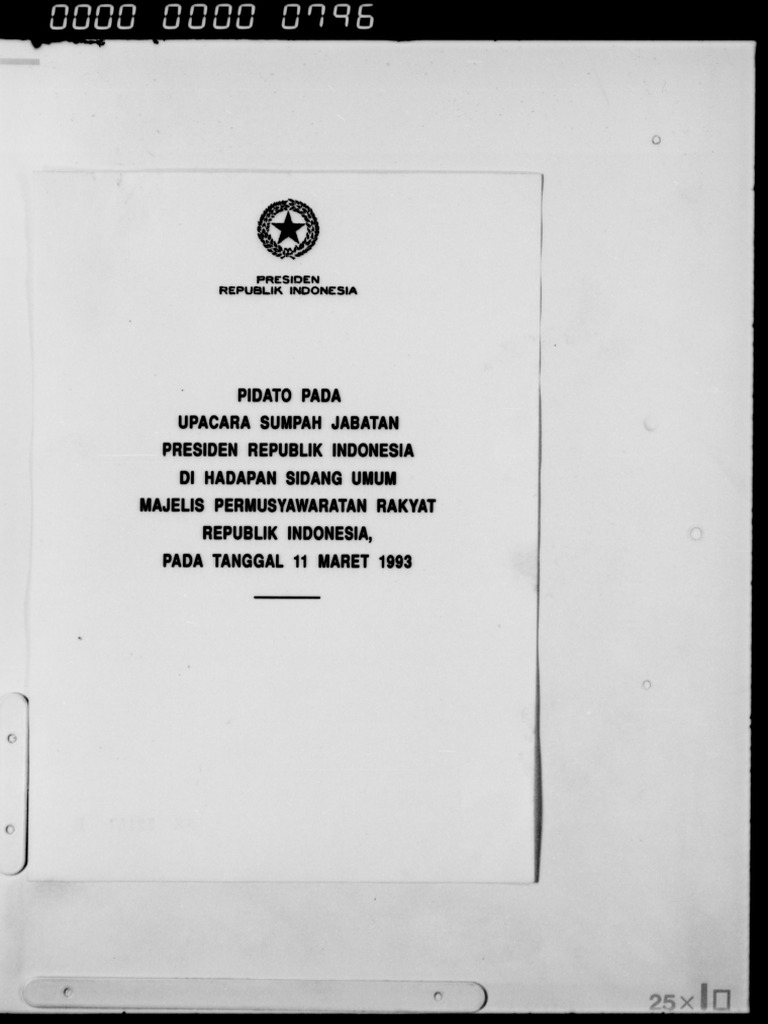 0000 0000 0796
PRESIDEN
REPUBLIK INDONESIA
PIDATO PADA
UPACARA SUMPAH JABATAN
PRESIDEN REPUBLIK INDONESIA
DI HADAPAN SIDANG UMUM
MAJELIS PERMUSYAWARATAN RAKYAT
REPUBLIK INDONESIA,
PADA TANGGAL 11 MARET 1993
25×